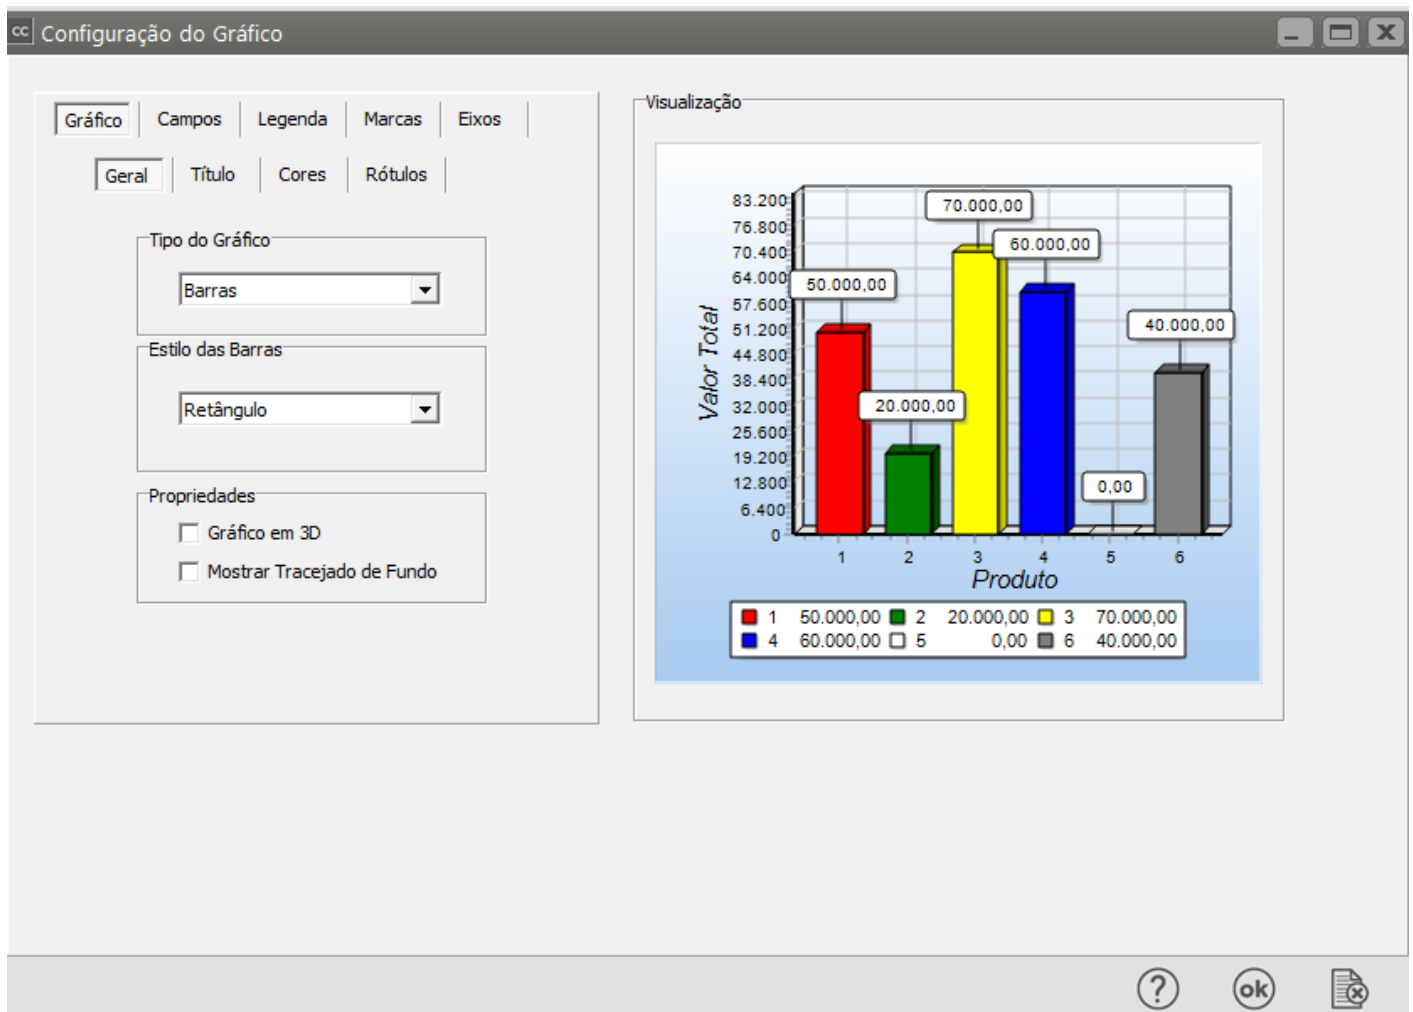 cc Configuração do Gráfico
Gráfico Campos Legenda Marcas Eixos
Geral Título Cores Rótulos
Tipo do Gráfico
Barras
Estilo das Barras
Retângulo
Propriedades
Gráfico em 3D
Mostrar Tracejado de Fundo
Visualização
Valor Total
83.200
76.800
70.400
64.000
57.600
51.200
44.800
38.400
32.000
25.600
19.200
12.800
6.400
0
50.000,00
20.000,00
70.000,00
60.000,00
0,00
40.000,00
1 2 3 4 5 6
Produto
1 50.000,00 2 20.000,00 3 70.000,00
4 60.000,00 5 0,00 6 40.000,00
? ok